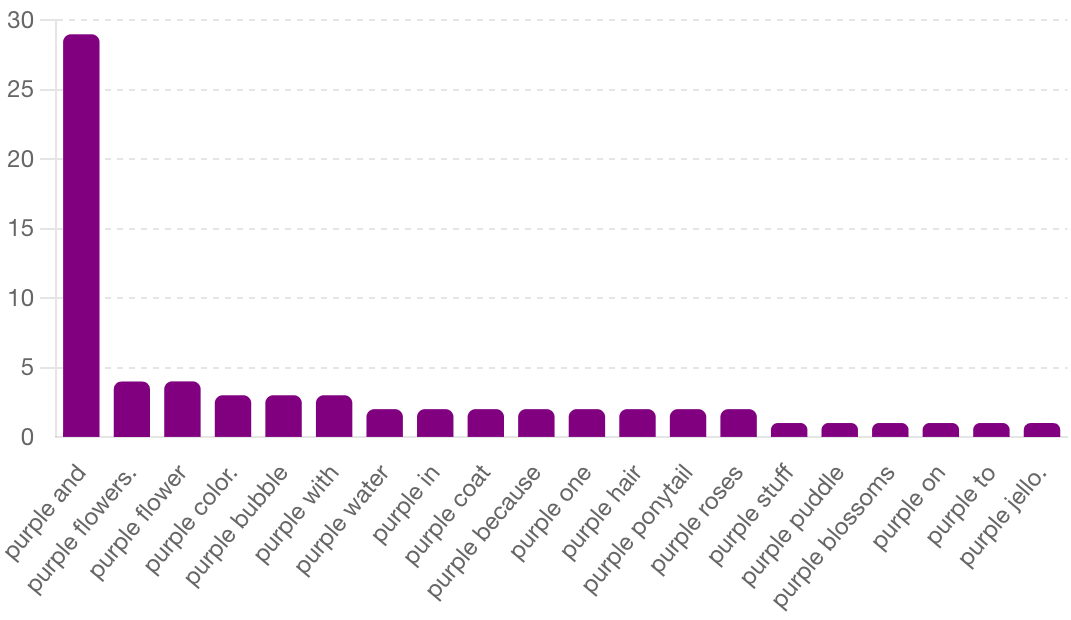 30
25
20
15
10
5
0
purple and
purple flowers.
purple flower
purple color.
purple bubble
purple with
purple water
purple in
purple coat
purple because
purple one
purple hair
purple ponytail
purple roses
purple stuff
purple puddle
purple blossoms
purple on
purple to
purple jello.